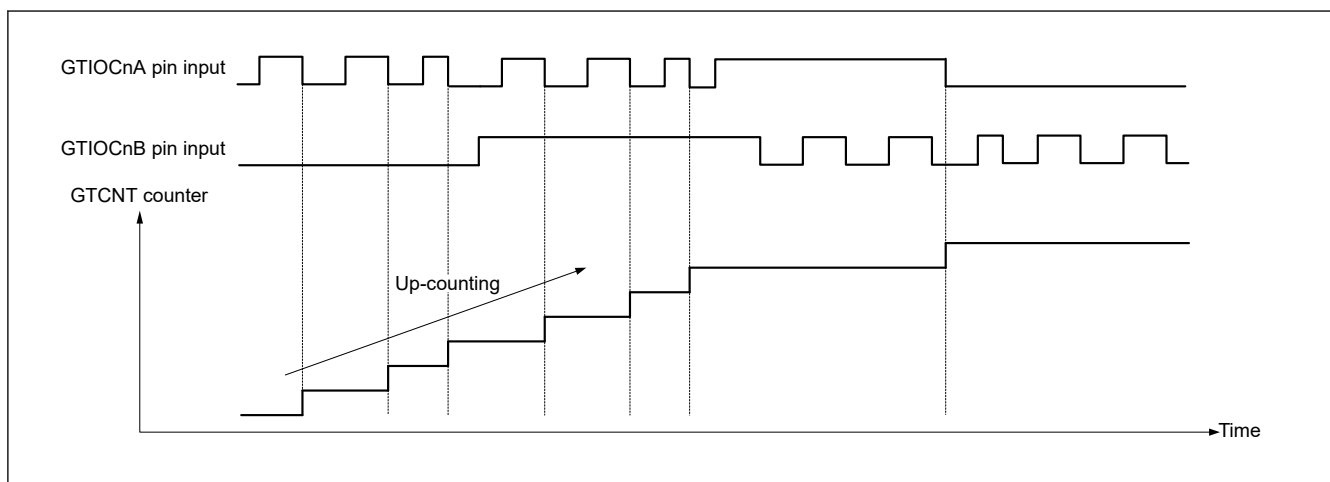 GTIOCnA pin input
GTIOCnB pin input
GTCNT counter
Up-counting
Time